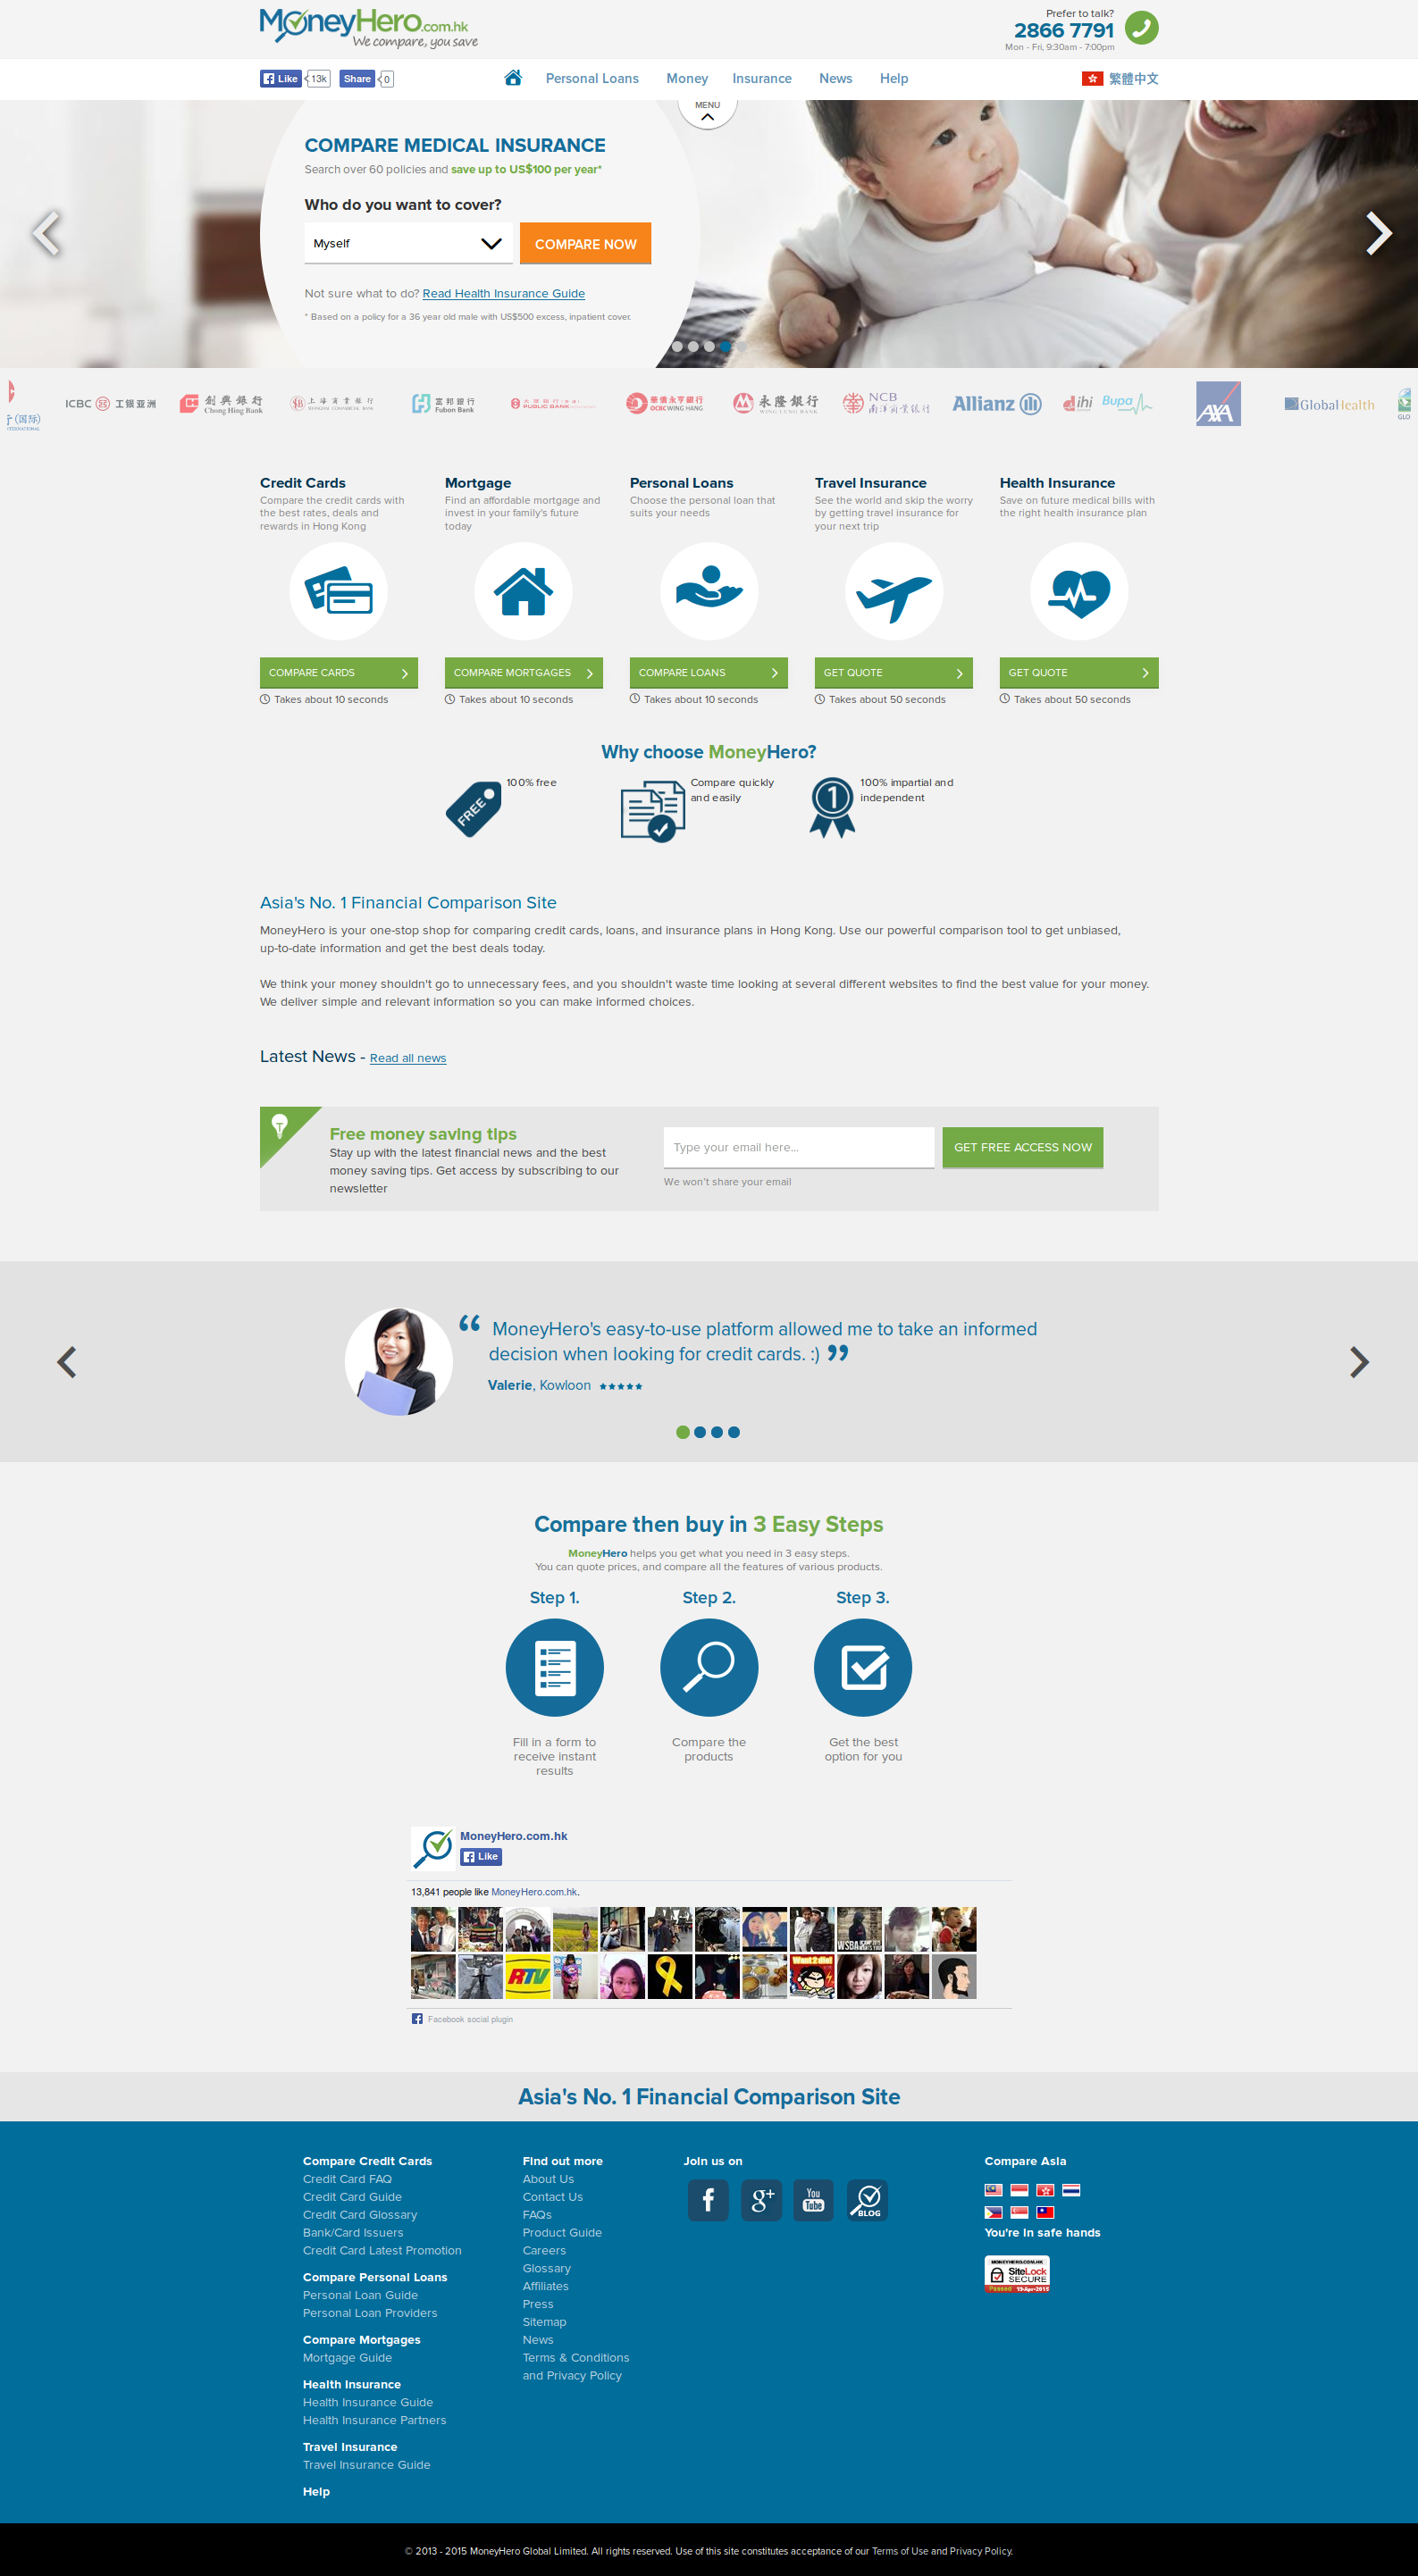 MoneyHero.com.hk
We compare, you save
Prefer to talk?
2866 7791
Mon - Fri, 9:30am - 7:00pm
Like 13k Share 0
Personal Loans Money Insurance News Help
繁體中文
MENU
COMPARE MEDICAL INSURANCE
Search over 60 policies and save up to US$100 per year*
Who do you want to cover?
Myself
COMPARE NOW
Not sure what to do? Read Health Insurance Guide
* Based on a policy for a 36 year old male with US$500 excess, inpatient cover.
ICBC 工銀亚洲
創興銀行
Chong Hing Bank
上海商業銀行
SHANGHAI COMMERCIAL BANK
富邦銀行
Fubon Bank
PUBLIC BANK
華僑永亨銀行
OCBC WING HANG
永隆銀行
WING LUNG BANK
NCB
南洋商業銀行
Allianz
ihi Bupa
AXA
GlobalHealth
Credit Cards
Compare the credit cards with
the best rates, deals and
rewards in Hong Kong
COMPARE CARDS
Takes about 10 seconds
Mortgage
Find an affordable mortgage and
invest in your family's future
today
COMPARE MORTGAGES
Takes about 10 seconds
Personal Loans
Choose the personal loan that
suits your needs
COMPARE LOANS
Takes about 10 seconds
Travel Insurance
See the world and skip the worry
by getting travel insurance for
your next trip
GET QUOTE
Takes about 50 seconds
Health Insurance
Save on future medical bills with
the right health insurance plan
GET QUOTE
Takes about 50 seconds
Why choose MoneyHero?
FREE
100% free
Compare quickly
and easily
1
100% impartial and
independent
Asia's No. 1 Financial Comparison Site
MoneyHero is your one-stop shop for comparing credit cards, loans, and insurance plans in Hong Kong. Use our powerful comparison tool to get unbiased,
up-to-date information and get the best deals today.
We think your money shouldn't go to unnecessary fees, and you shouldn't waste time looking at several different websites to find the best value for your money.
We deliver simple and relevant information so you can make informed choices.
Latest News - Read all news
Free money saving tips
Stay up with the latest financial news and the best
money saving tips. Get access by subscribing to our
newsletter
Type your email here...
GET FREE ACCESS NOW
We won't share your email
“ MoneyHero's easy-to-use platform allowed me to take an informed
decision when looking for credit cards. :) ”
Valerie, Kowloon ★★★★★
Compare then buy in 3 Easy Steps
MoneyHero helps you get what you need in 3 easy steps.
You can quote prices, and compare all the features of various products.
Step 1.
Fill in a form to
receive instant
results
Step 2.
Compare the
products
Step 3.
Get the best
option for you
MoneyHero.com.hk
Like
13,841 people like MoneyHero.com.hk.
WSBA
RTV
Want 2 die!
Facebook social plugin
Asia's No. 1 Financial Comparison Site
Compare Credit Cards
Credit Card FAQ
Credit Card Guide
Credit Card Glossary
Bank/Card Issuers
Credit Card Latest Promotion
Compare Personal Loans
Personal Loan Guide
Personal Loan Providers
Compare Mortgages
Mortgage Guide
Health Insurance
Health Insurance Guide
Health Insurance Partners
Travel Insurance
Travel Insurance Guide
Help
Find out more
About Us
Contact Us
FAQs
Product Guide
Careers
Glossary
Affiliates
Press
Sitemap
News
Terms & Conditions
and Privacy Policy
Join us on
f
g+
You Tube
BLOG
Compare Asia
You're in safe hands
MONEYHERO.COM.HK
SiteLock
SECURE
Passed 13-Apr-2015
© 2013 - 2015 MoneyHero Global Limited. All rights reserved. Use of this site constitutes acceptance of our Terms of Use and Privacy Policy.